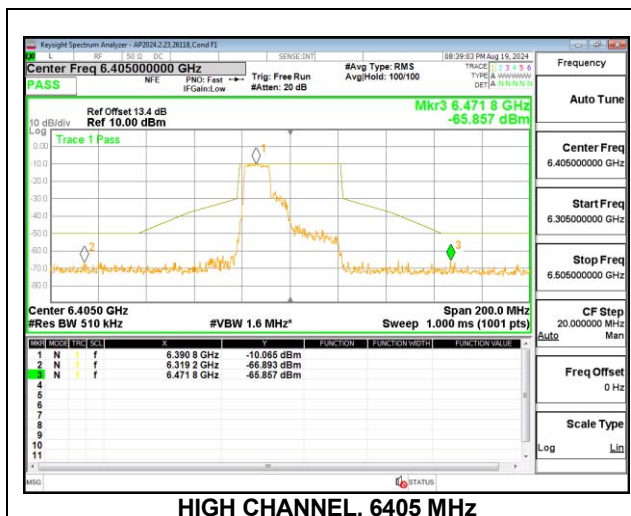 Keysight Spectrum Analyzer - AP2024.2.23,26118,Cond F1
L RF 50 Ω DC SENSE:INT 08:39:03 PM Aug 19, 2024
Center Freq 6.405000000 GHz #Avg Type: RMS TRACE 1 2 3 4 5 6
PASS NFE PNO: Fast Trig: Free Run Avg|Hold: 100/100 TYPE A WWWWW
IFGain:Low #Atten: 20 dB DET A N N N N N
Frequency
Auto Tune
Ref Offset 13.4 dB Mkr3 6.471 8 GHz
10 dB/div Ref 10.00 dBm -65.857 dBm
Log
Trace 1 Pass
0.00
-10.0
-20.0
-30.0
-40.0
-50.0
-60.0
-70.0
-80.0
1
2
3
Center 6.4050 GHz Span 200.0 MHz
#Res BW 510 kHz #VBW 1.6 MHz* Sweep 1.000 ms (1001 pts)
MKR MODE TRC SCL X Y FUNCTION FUNCTION WIDTH FUNCTION VALUE
1 N 1 f 6.390 8 GHz -10.065 dBm
2 N 1 f 6.319 2 GHz -66.893 dBm
3 N 1 f 6.471 8 GHz -65.857 dBm
4
5
6
7
8
9
10
11
Center Freq
6.405000000 GHz
Start Freq
6.305000000 GHz
Stop Freq
6.505000000 GHz
CF Step
20.000000 MHz
Auto Man
Freq Offset
0 Hz
Scale Type
Log Lin
MSG STATUS
HIGH CHANNEL, 6405 MHz